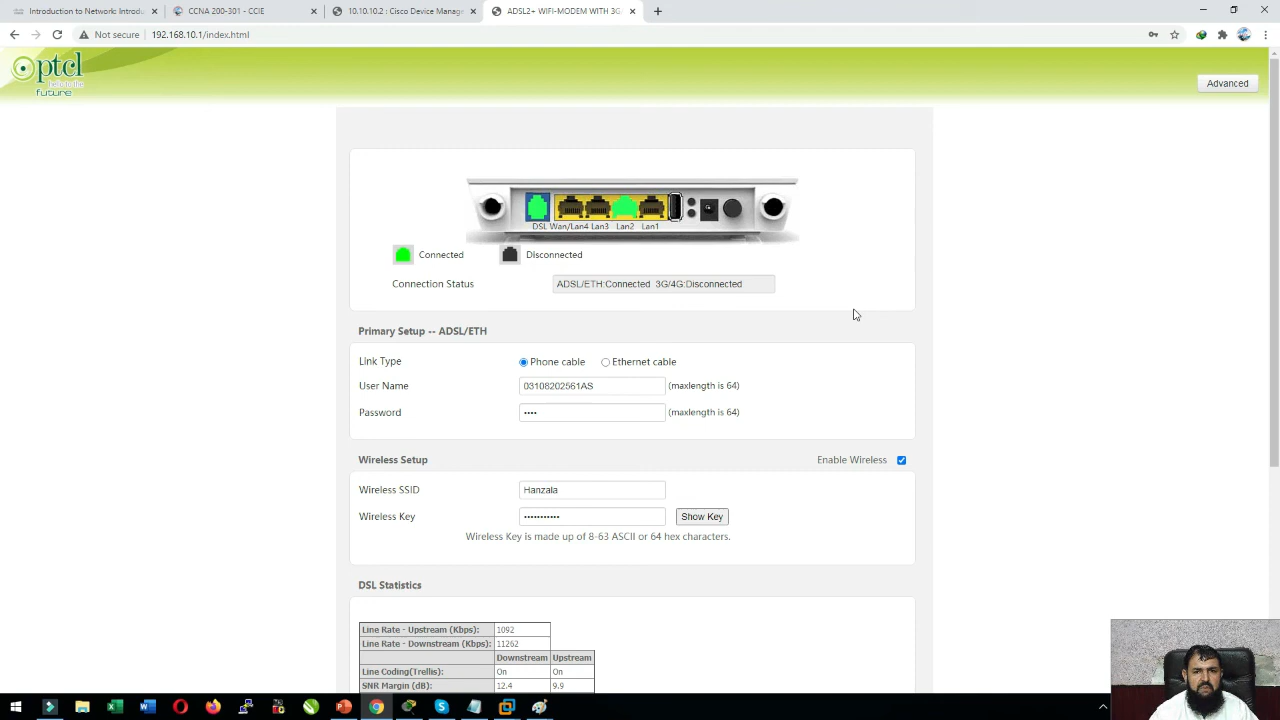 Introduction to Network: Introdu
CCNA 200-301 - CCIE
10.10.10.2 : Cisco Device Manag
ADSL2+ WIFI-MODEM WITH 3G
Not secure
192.168.10.1/index.html
ptcl
future
Advanced
DSL Wan/Lan4 Lan3 Lan2 Lan1
Connected
Disconnected
Connection Status
ADSL/ETH:Connected 3G/4G:Disconnected
Primary Setup -- ADSL/ETH
Link Type
Phone cable
Ethernet cable
User Name
03108202561AS
(maxlength is 64)
Password
••••
(maxlength is 64)
Wireless Setup
Enable Wireless
Wireless SSID
Hanzala
Wireless Key
•••••••••••
Show Key
Wireless Key is made up of 8-63 ASCII or 64 hex characters.
DSL Statistics
Line Rate - Upstream (Kbps): 1092
Line Rate - Downstream (Kbps): 11262
Downstream Upstream
Line Coding(Trellis): On On
SNR Margin (dB): 12.4 9.9